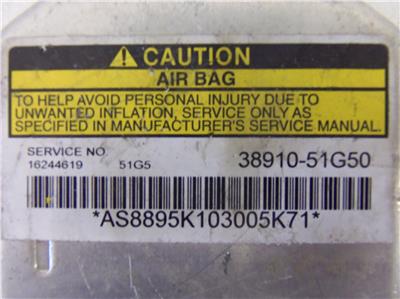 CAUTION
AIR BAG
TO HELP AVOID PERSONAL INJURY DUE TO
UNWANTED INFLATION, SERVICE ONLY AS
SPECIFIED IN MANUFACTURER'S SERVICE MANUAL.
SERVICE NO.
16244619 51G5 38910-51G50
*AS8895K103005K71*